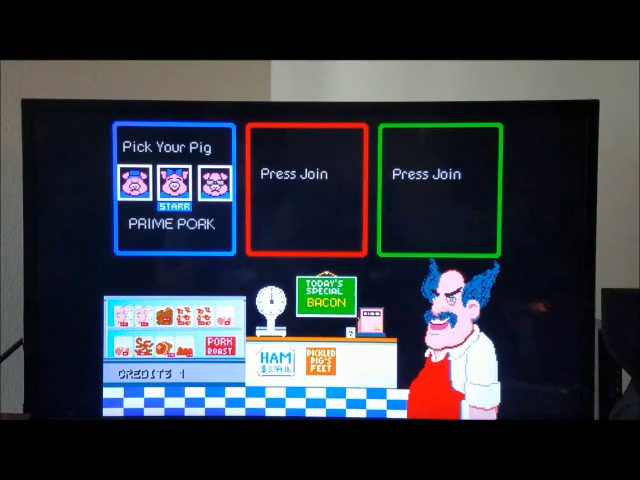 Pick Your Pig
STARR
PRIME PORK
Press Join
Press Join
TODAY'S
SPECIAL
BACON
PORK
ROAST
HAM
PICKLED
PIG'S
FEET
CREDITS 1